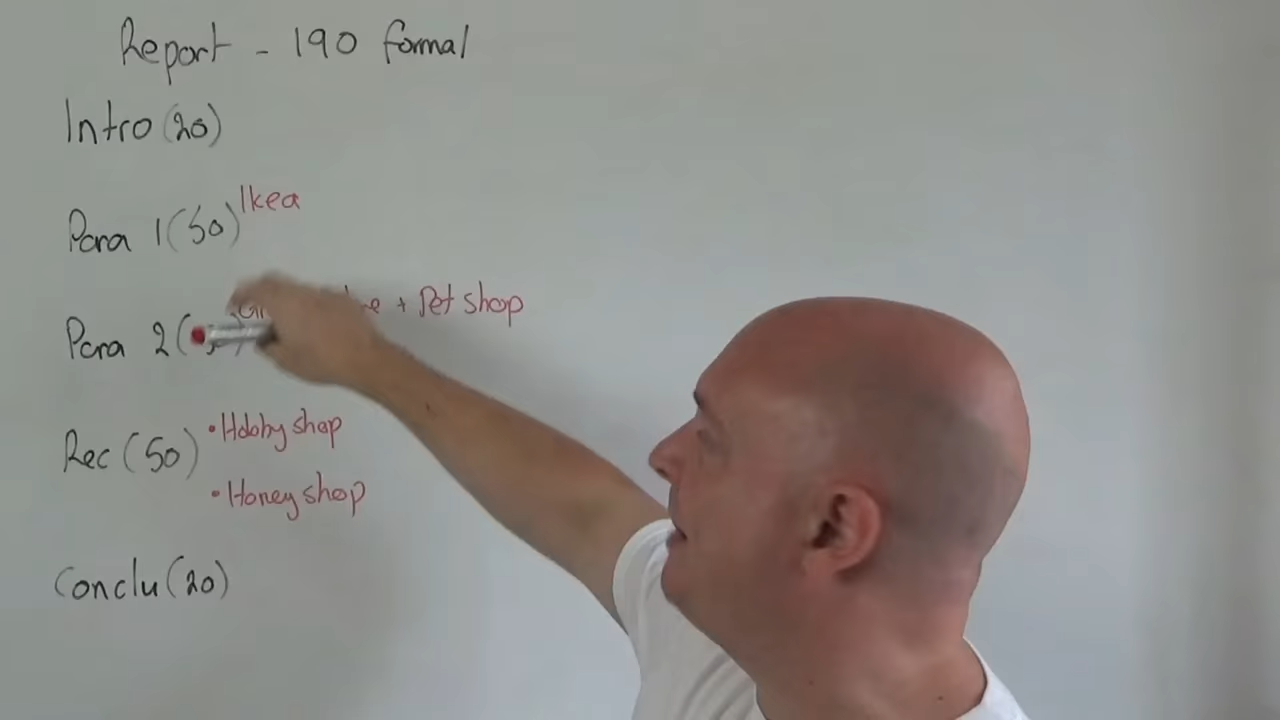 Report - 190 formal
Intro (20)
Para 1 (50) Ikea
Para 2 + Pet shop
Rec (50) • Hobby shop
• Honey shop
Conclu (20)